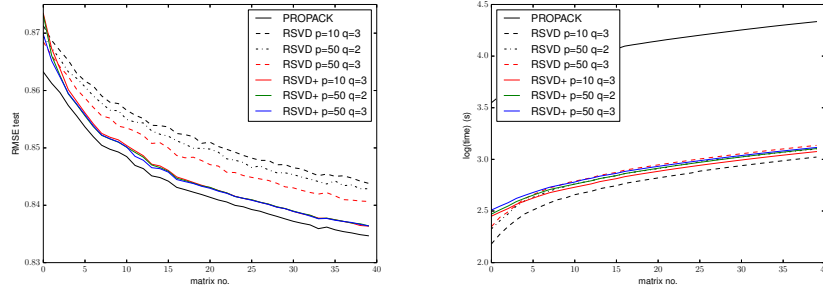 0.87
0.86
0.85
0.84
0.83
RMSE test
0
5
10
15
20
25
30
35
40
matrix no.
PROPACK
RSVD p=10 q=3
RSVD p=50 q=2
RSVD p=50 q=3
RSVD+ p=10 q=3
RSVD+ p=50 q=2
RSVD+ p=50 q=3
4.5
4.0
3.5
3.0
2.5
2.0
log(time) (s)
0
5
10
15
20
25
30
35
40
matrix no.
PROPACK
RSVD p=10 q=3
RSVD p=50 q=2
RSVD p=50 q=3
RSVD+ p=10 q=3
RSVD+ p=50 q=2
RSVD+ p=50 q=3